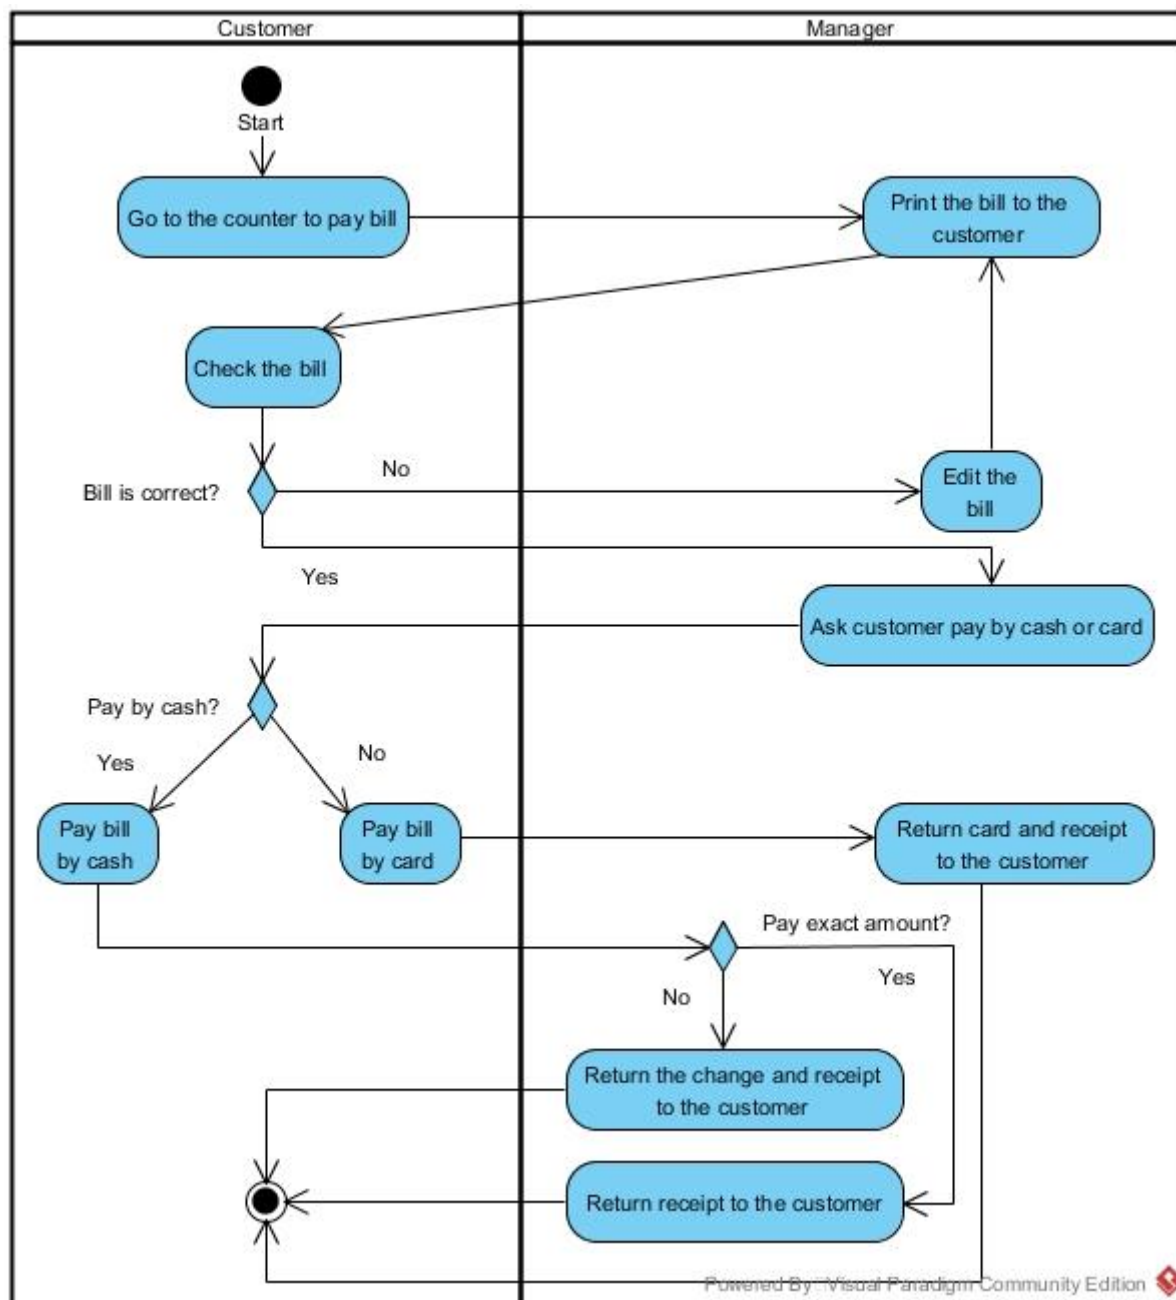 Customer
Manager
Start
Go to the counter to pay bill
Print the bill to the
customer
Check the bill
Bill is correct?
No
Edit the
bill
Yes
Ask customer pay by cash or card
Pay by cash?
Yes
No
Pay bill
by cash
Pay bill
by card
Return card and receipt
to the customer
Pay exact amount?
Yes
No
Return the change and receipt
to the customer
Return receipt to the customer
Powered By Visual Paradigm Community Edition